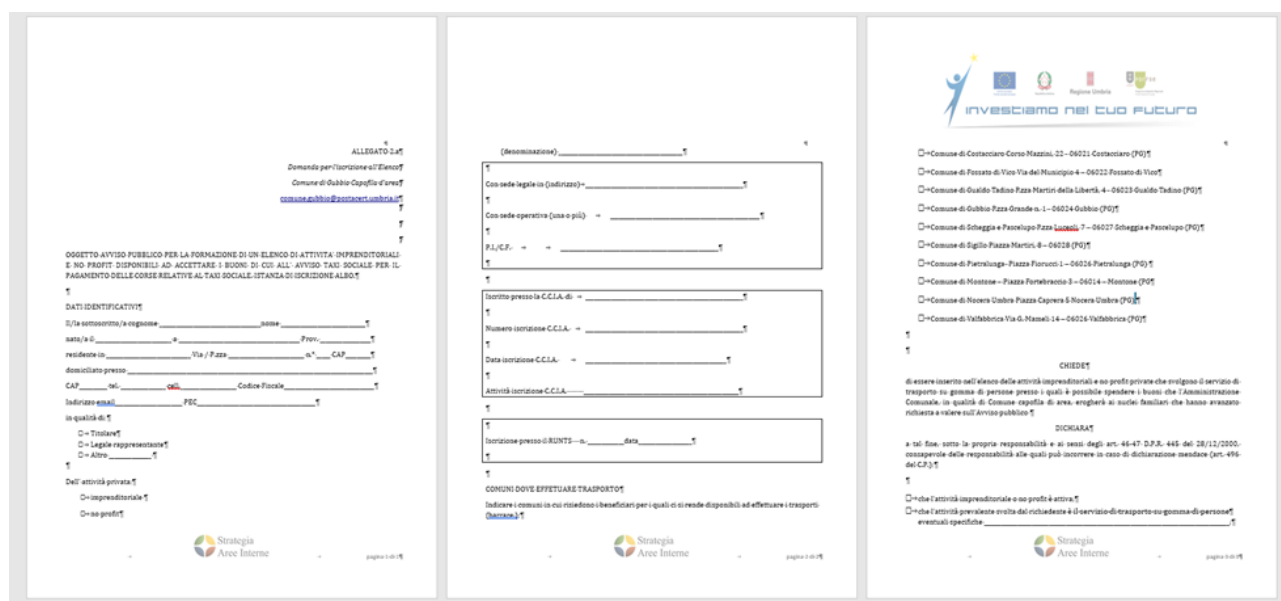 ALLEGATO 2.a
Domanda per l'iscrizione all'Elenco
Comune di Gubbio Capofila d'area
comune.gubbio@postacert.umbria.it
OGGETTO AVVISO PUBBLICO PER LA FORMAZIONE DI UN ELENCO DI ATTIVITA' IMPRENDITORIALI
E NO PROFIT DISPONIBILI AD ACCETTARE I BUONI DI CUI ALL' AVVISO TAXI SOCIALE PER IL
PAGAMENTO DELLE CORSE RELATIVE AL TAXI SOCIALE. ISTANZA DI ISCRIZIONE ALBO.
DATI IDENTIFICATIVI
Il/la sottoscritto/a cognome nome
nato/a il a Prov.
residente in Via / P.zza n.° CAP
domiciliato presso
CAP tel. cell. Codice Fiscale
Indirizzo email PEC
in qualità di:
Titolare
Legale rappresentante
Altro
Dell' attività privata:
imprenditoriale
no profit
Strategia
Aree Interne
(denominazione)
Con sede legale in (indirizzo)
Con sede operativa (una o più)
P.I./C.F.
Iscritto presso la C.C.I.A. di
Numero iscrizione C.C.I.A.
Data iscrizione C.C.I.A.
Attività iscrizione C.C.I.A.
Iscrizione presso il RUNTS n. data
COMUNI DOVE EFFETUARE TRASPORTO
Indicare i comuni in cui risiedono i beneficiari per i quali ci si rende disponibili ad effettuare i trasporti
(barrare):
Strategia
Aree Interne
Regione Umbria
investiamo nel tuo futuro
Comune di Costacciaro Corso Mazzini, 22 – 06021 Costacciaro (PG)
Comune di Fossato di Vico Via del Municipio 4 – 06022 Fossato di Vico
Comune di Gualdo Tadino P.zza Martiri della Libertà, 4 – 06023 Gualdo Tadino (PG)
Comune di Gubbio P.zza Grande n. 1 – 06024 Gubbio (PG)
Comune di Scheggia e Pascelupo P.zza Luceoli, 7 – 06027 Scheggia e Pascelupo (PG)
Comune di Sigillo Piazza Martiri, 8 – 06028 (PG)
Comune di Pietralunga- Piazza Fiorucci 1 – 06026 Pietralunga (PG)
Comune di Montone – Piazza Fortebraccio 3 – 06014 – Montone (PG)
Comune di Nocera Umbra Piazza Caprera 5 Nocera Umbra (PG)
Comune di Valfabbrica Via G. Mameli 14 – 06026 Valfabbrica (PG)
CHIEDE
di essere inserito nell'elenco delle attività imprenditoriali e no profit private che svolgono il servizio di
trasporto su gomma di persone presso i quali è possibile spendere i buoni che l'Amministrazione
Comunale, in qualità di Comune capofila di area, erogherà ai nuclei familiari che hanno avanzato
richiesta a valere sull'Avviso pubblico
DICHIARA
a tal fine, sotto la propria responsabilità e ai sensi degli art. 46-47 D.P.R. 445 del 28/12/2000,
consapevole delle responsabilità alle quali può incorrere in caso di dichiarazione mendace (art. 496
del C.P.):
che l'attività imprenditoriale o no profit è attiva;
che l'attività prevalente svolta dal richiedente è il servizio di trasporto su gomma di persone
eventuali specifiche
Strategia
Aree Interne